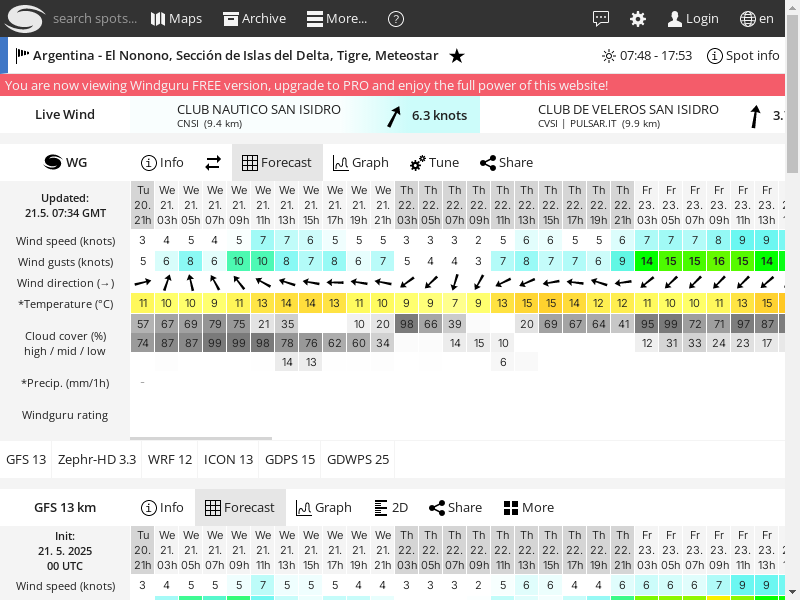 search spots... Maps Archive More... ? Login en
Argentina - El Nonono, Sección de Islas del Delta, Tigre, Meteostar ★ 07:48 - 17:53 Spot info
You are now viewing Windguru FREE version, upgrade to PRO and enjoy the full power of this website!
Live Wind CLUB NAUTICO SAN ISIDRO 6.3 knots CLUB DE VELEROS SAN ISIDRO
CNSI (9.4 km) CVSI | PULSAR.IT (9.9 km)
WG Info Forecast Graph Tune Share
Tu We We We We We We We We We We Th Th Th Th Th Th Th Th Th Th Fr Fr Fr Fr Fr Fr
Updated: 20. 21. 21. 21. 21. 21. 21. 21. 21. 21. 21. 22. 22. 22. 22. 22. 22. 22. 22. 22. 22. 23. 23. 23. 23. 23. 23.
21.5. 07:34 GMT 21h 03h 05h 07h 09h 11h 13h 15h 17h 19h 21h 03h 05h 07h 09h 11h 13h 15h 17h 19h 21h 03h 05h 07h 09h 11h 13h
Wind speed (knots) 3 4 5 4 5 7 7 6 5 5 5 3 3 3 2 5 6 6 5 5 6 7 7 7 8 9 9
Wind gusts (knots) 5 6 8 6 10 10 8 7 8 6 7 5 4 4 3 7 8 7 7 6 9 14 15 15 16 15 14
Wind direction (→)
*Temperature (°C) 11 10 10 9 11 13 14 14 13 11 10 9 9 7 9 13 15 15 14 12 12 11 10 10 11 13 15
57 67 69 79 75 21 35 10 20 98 66 39 20 69 67 64 41 95 99 72 71 97 87
Cloud cover (%)
high / mid / low
74 87 87 99 99 98 78 76 62 60 34 14 15 10 12 31 33 24 23 17
14 13 6
*Precip. (mm/1h) -
Windguru rating
GFS 13 Zephr-HD 3.3 WRF 12 ICON 13 GDPS 15 GDWPS 25
GFS 13 km Info Forecast Graph 2D Share More
Init: Tu We We We We We We We We We We Th Th Th Th Th Th Th Th Th Th Fr Fr Fr Fr Fr Fr
21. 5. 2025 20. 21. 21. 21. 21. 21. 21. 21. 21. 21. 21. 22. 22. 22. 22. 22. 22. 22. 22. 22. 22. 23. 23. 23. 23. 23. 23.
00 UTC 21h 03h 05h 07h 09h 11h 13h 15h 17h 19h 21h 03h 05h 07h 09h 11h 13h 15h 17h 19h 21h 03h 05h 07h 09h 11h 13h
Wind speed (knots) 3 4 5 5 5 7 5 5 5 4 4 3 3 3 2 5 6 6 4 4 6 6 6 6 7 9 9